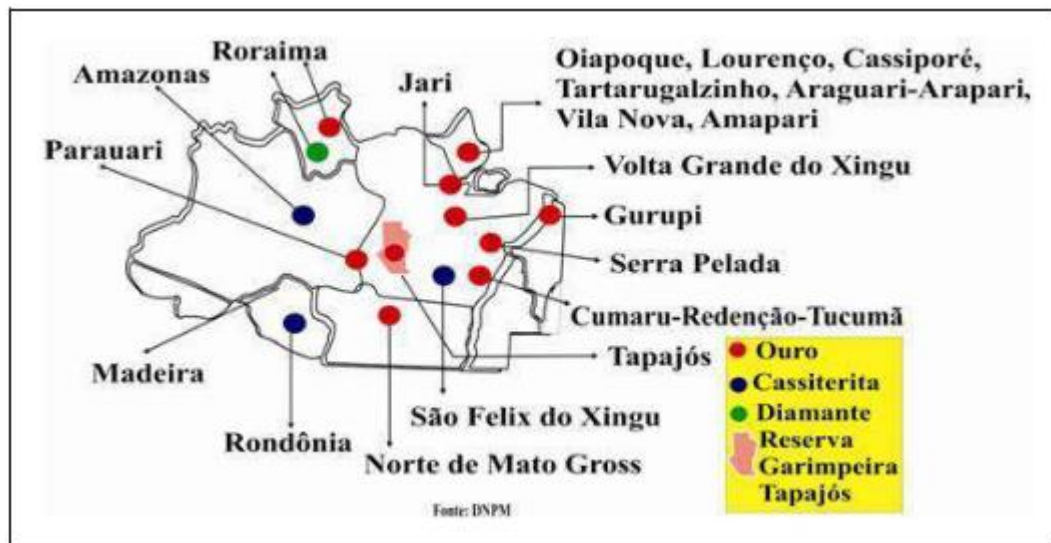 Roraima
Amazonas
Parauari
Jari
Oiapoque, Lourenço, Cassiporé,
Tartarugalzinho, Araguari-Arapari,
Vila Nova, Amapari
Volta Grande do Xingu
Gurupi
Serra Pelada
Cumaru-Redenção-Tucumã
Tapajós
Madeira
São Felix do Xingu
Rondônia
Norte de Mato Gross
Ouro
Cassiterita
Diamante
Reserva
Garimpeira
Tapajós
Fonte: DNPM